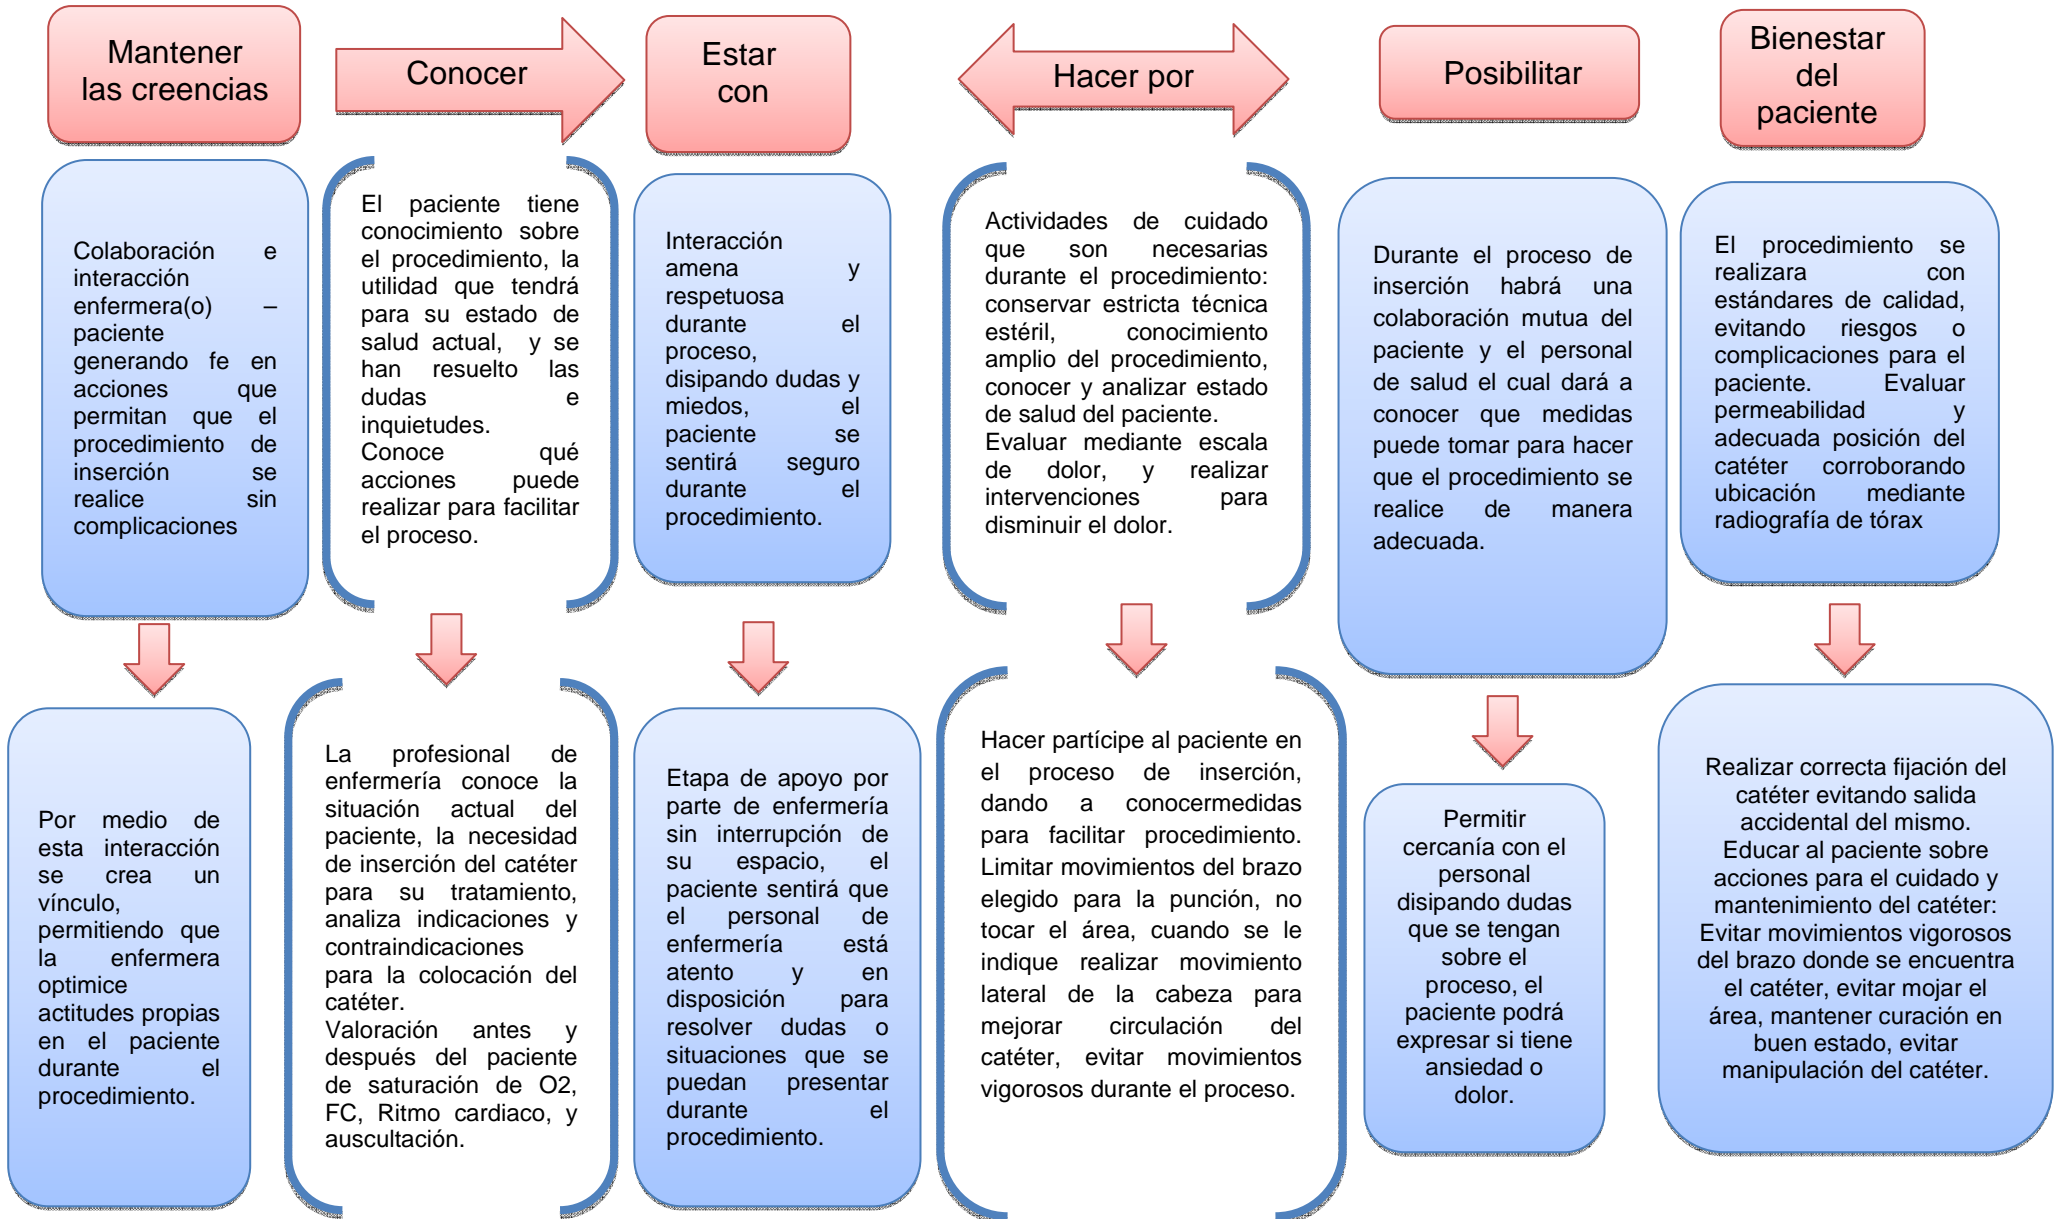 Mantener
las creencias
Conocer
Estar
con
Hacer por
Posibilitar
Bienestar
del
paciente
Colaboración e
interacción
enfermera(o) –
paciente
generando fe en
acciones que
permitan que el
procedimiento de
inserción se
realice sin
complicaciones
El paciente tiene
conocimiento sobre
el procedimiento, la
utilidad que tendrá
para su estado de
salud actual, y se
han resuelto las
dudas e
inquietudes.
Conoce qué
acciones puede
realizar para facilitar
el proceso.
Interacción
amena y
respetuosa
durante el
proceso,
disipando dudas y
miedos, el
paciente se
sentirá seguro
durante el
procedimiento.
Actividades de cuidado
que son necesarias
durante el procedimiento:
conservar estricta técnica
estéril, conocimiento
amplio del procedimiento,
conocer y analizar estado
de salud del paciente.
Evaluar mediante escala
de dolor, y realizar
intervenciones para
disminuir el dolor.
Durante el proceso de
inserción habrá una
colaboración mutua del
paciente y el personal
de salud el cual dará a
conocer que medidas
puede tomar para hacer
que el procedimiento se
realice de manera
adecuada.
El procedimiento se
realizara con
estándares de calidad,
evitando riesgos o
complicaciones para el
paciente. Evaluar
permeabilidad y
adecuada posición del
catéter corroborando
ubicación mediante
radiografía de tórax
Por medio de
esta interacción
se crea un
vínculo,
permitiendo que
la enfermera
optimice
actitudes propias
en el paciente
durante el
procedimiento.
La profesional de
enfermería conoce la
situación actual del
paciente, la necesidad
de inserción del catéter
para su tratamiento,
analiza indicaciones y
contraindicaciones
para la colocación del
catéter.
Valoración antes y
después del paciente
de saturación de O2,
FC, Ritmo cardiaco, y
auscultación.
Etapa de apoyo por
parte de enfermería
sin interrupción de
su espacio, el
paciente sentirá que
el personal de
enfermería está
atento y en
disposición para
resolver dudas o
situaciones que se
puedan presentar
durante el
procedimiento.
Hacer partícipe al paciente en
el proceso de inserción,
dando a conocermedidas
para facilitar procedimiento.
Limitar movimientos del brazo
elegido para la punción, no
tocar el área, cuando se le
indique realizar movimiento
lateral de la cabeza para
mejorar circulación del
catéter, evitar movimientos
vigorosos durante el proceso.
Permitir
cercanía con el
personal
disipando dudas
que se tengan
sobre el
proceso, el
paciente podrá
expresar si tiene
ansiedad o
dolor.
Realizar correcta fijación del
catéter evitando salida
accidental del mismo.
Educar al paciente sobre
acciones para el cuidado y
mantenimiento del catéter:
Evitar movimientos vigorosos
del brazo donde se encuentra
el catéter, evitar mojar el
área, mantener curación en
buen estado, evitar
manipulación del catéter.